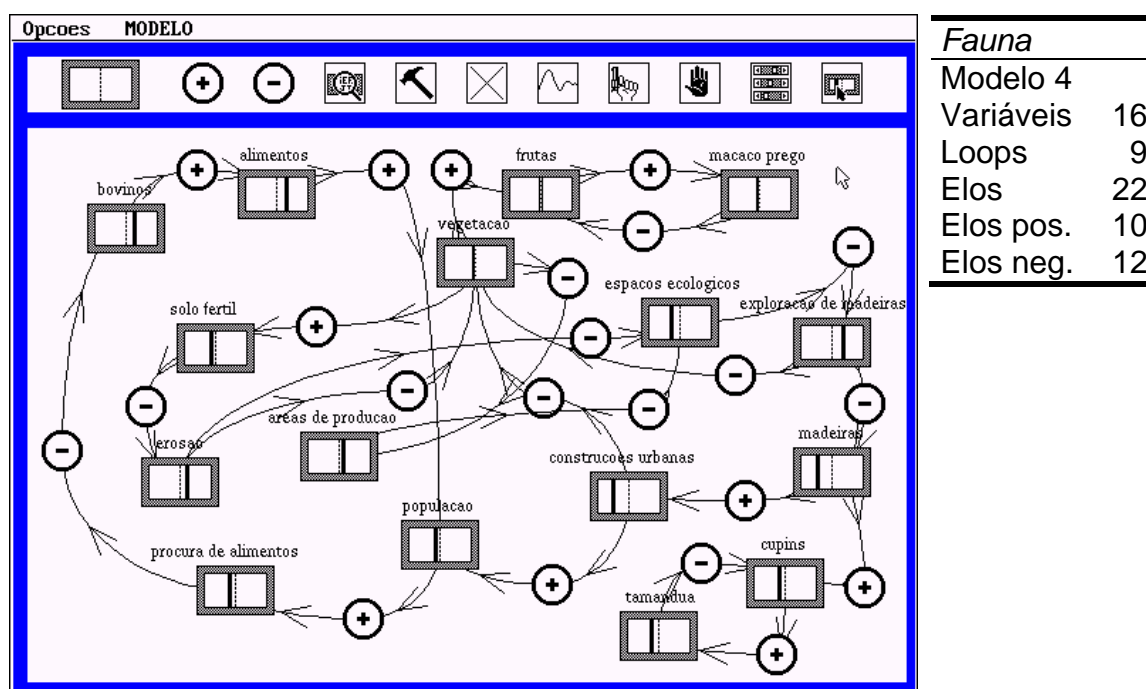 Opcoes MODELO
alimentos
frutas
macaco prego
bovinos
vegetacao
espacos ecologicos
exploracao de madeiras
solo fertil
areas de producao
madeiras
erosao
construcoes urbanas
populacao
procura de alimentos
cupins
tamandua
Fauna
Modelo 4
Variáveis 16
Loops 9
Elos 22
Elos pos. 10
Elos neg. 12